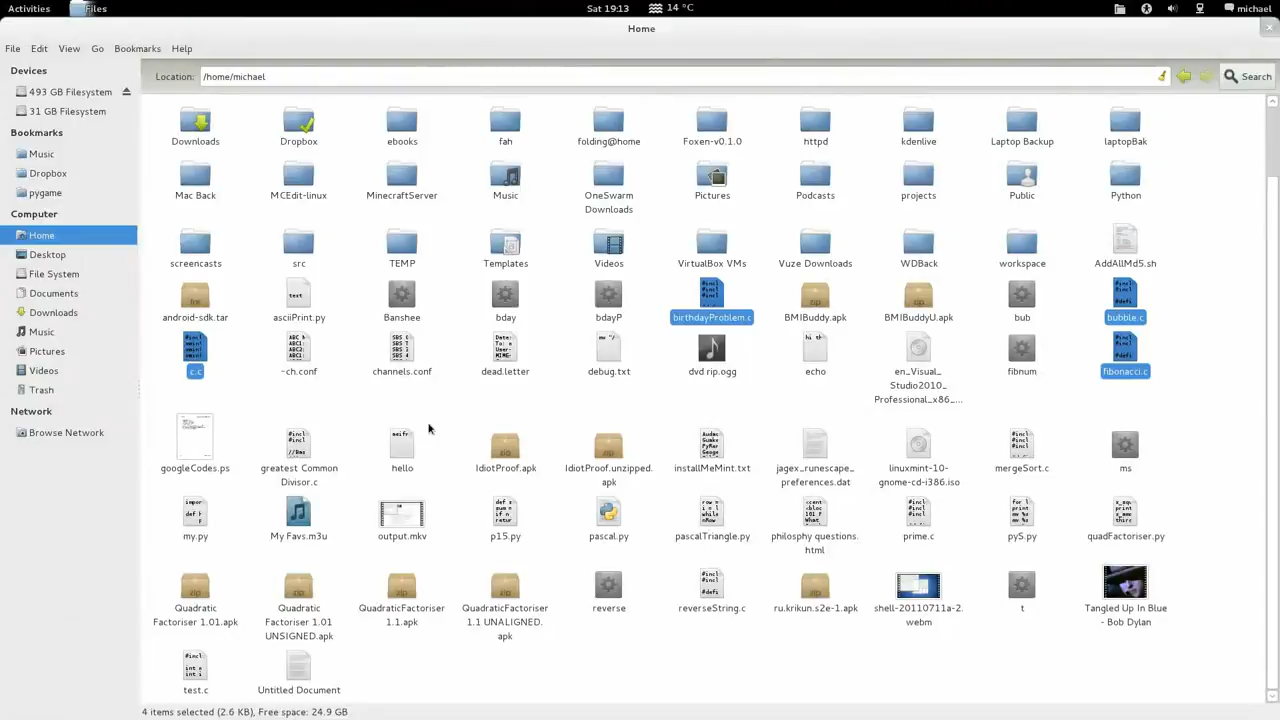 Activities Files Sat 19:13 14 °C michael
Home
File Edit View Go Bookmarks Help
Devices
493 GB Filesystem
31 GB Filesystem
Bookmarks
Music
Dropbox
pygame
Computer
Home
Desktop
File System
Documents
Downloads
Music
Pictures
Videos
Trash
Network
Browse Network
Location: /home/michael Search
Downloads Dropbox ebooks fah folding@home Foxen-v0.1.0 httpd kdenlive Laptop Backup laptopBak
Mac Back MCEdit-linux MinecraftServer Music OneSwarm Pictures Podcasts projects Public Python
Downloads
screencasts src TEMP Templates Videos VirtualBox VMs Vuze Downloads WDBack workspace AddAllMd5.sh
android-sdk.tar asciiPrint.py Banshee bday bdayP birthdayProblem.c BMIBuddy.apk BMIBuddyU.apk bub bubble.c
c.c ~ch.conf channels.conf dead.letter debug.txt dvd rip.ogg echo en_Visual_ fibnum fibonacci.c
Studio2010_
Professional_x86_...
googleCodes.ps greatest Common hello IdiotProof.apk IdiotProof.unzipped. installMeMint.txt jagex_runescape_ linuxmint-10- mergeSort.c ms
Divisor.c apk preferences.dat gnome-cd-i386.iso
my.py My Favs.m3u output.mkv p15.py pascal.py pascalTriangle.py philosphy questions. prime.c pyS.py quadFactoriser.py
html
Quadratic Quadratic QuadraticFactoriser QuadraticFactoriser reverse reverseString.c ru.krikun.s2e-1.apk shell-20110711a-2. t Tangled Up In Blue
Factoriser 1.01.apk Factoriser 1.01 1.1.apk 1.1 UNALIGNED. webm - Bob Dylan
UNSIGNED.apk apk
test.c Untitled Document
4 items selected (2.6 KB), Free space: 24.9 GB